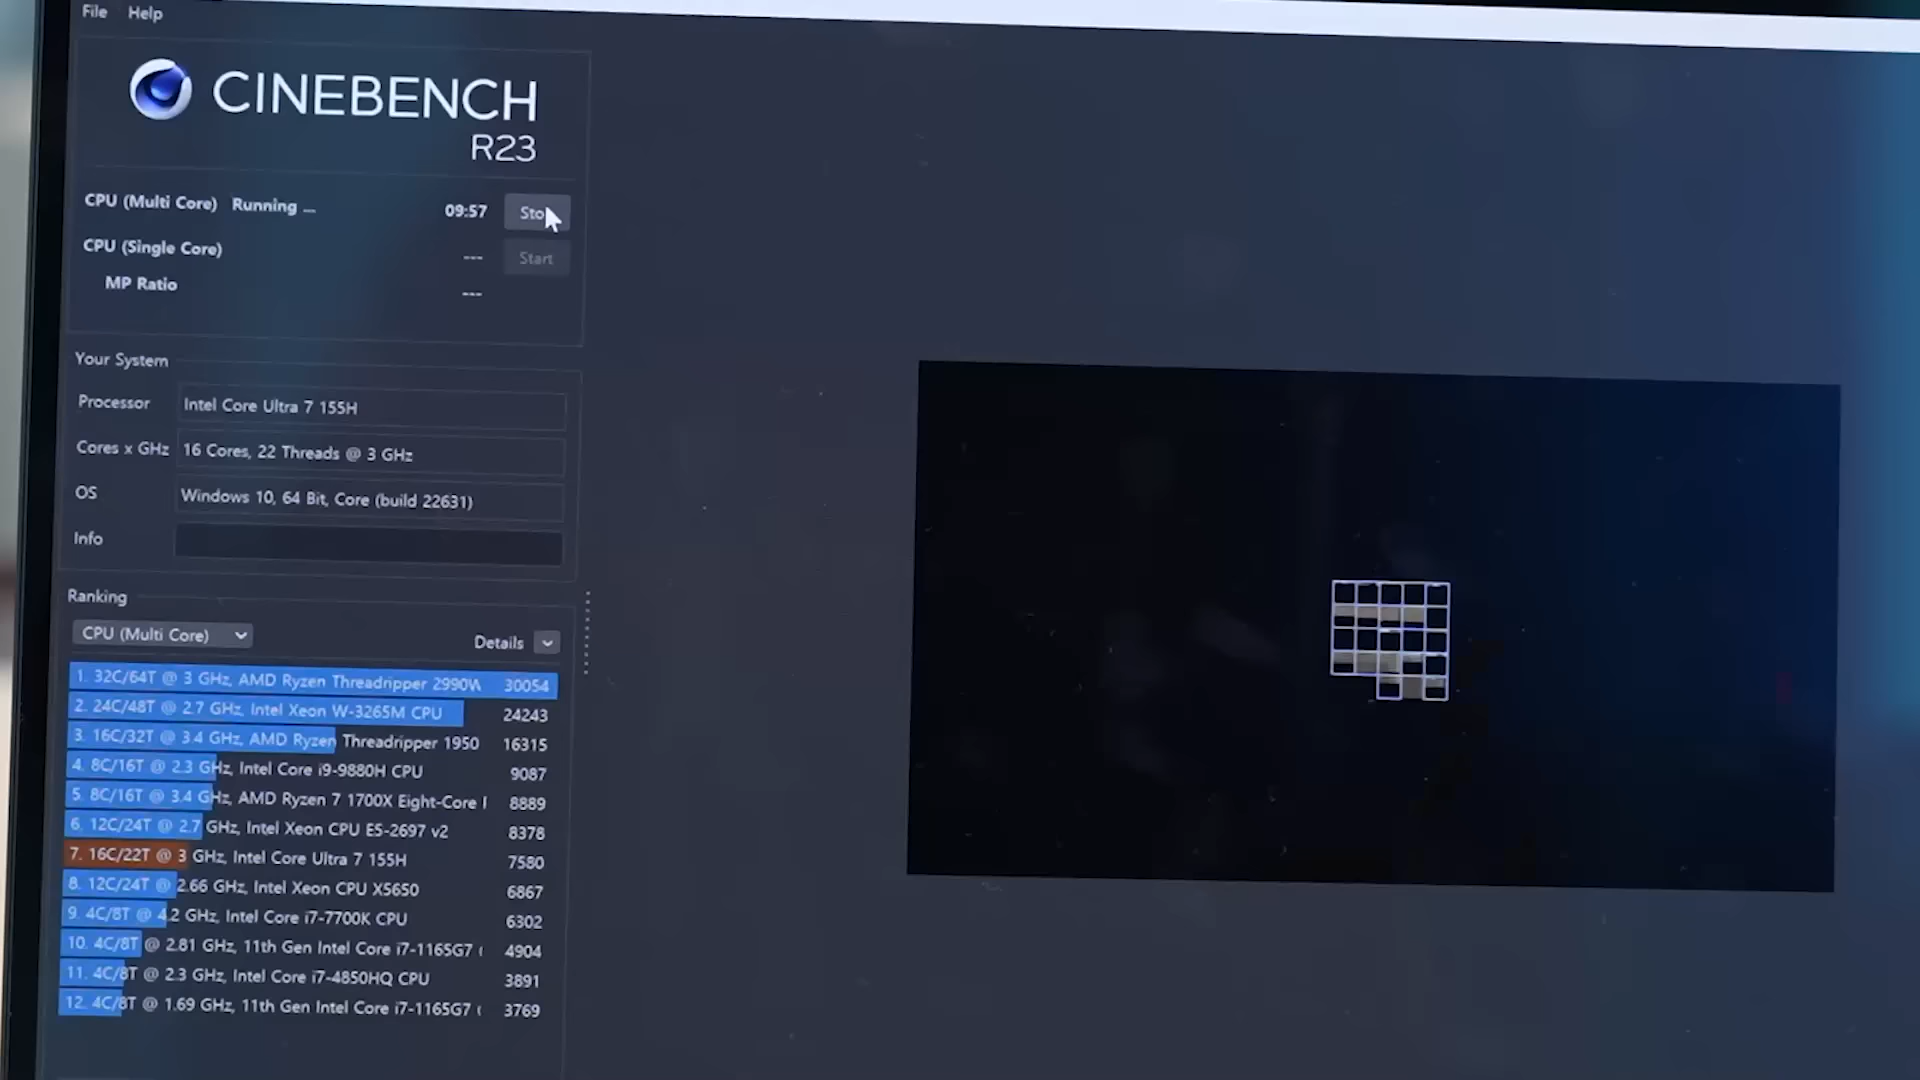 File Help
CINEBENCH
R23
CPU (Multi Core) Running ... 09:57 Sto
CPU (Single Core) --- Start
MP Ratio ---
Your System
Processor Intel Core Ultra 7 155H
Cores x GHz 16 Cores, 22 Threads @ 3 GHz
OS Windows 10, 64 Bit, Core (build 22631)
Info
Ranking
CPU (Multi Core) Details
1. 32C/64T @ 3 GHz, AMD Ryzen Threadripper 2990W 30054
2. 24C/48T @ 2.7 GHz, Intel Xeon W-3265M CPU 24243
3. 16C/32T @ 3.4 GHz, AMD Ryzen Threadripper 1950 16315
4. 8C/16T @ 2.3 GHz, Intel Core i9-9880H CPU 9087
5. 8C/16T @ 3.4 GHz, AMD Ryzen 7 1700X Eight-Core 8889
6. 12C/24T @ 2.7 GHz, Intel Xeon CPU E5-2697 v2 8378
7. 16C/22T @ 3 GHz, Intel Core Ultra 7 155H 7580
8. 12C/24T @ 2.66 GHz, Intel Xeon CPU X5650 6867
9. 4C/8T @ 4.2 GHz, Intel Core i7-7700K CPU 6302
10. 4C/8T @ 2.81 GHz, 11th Gen Intel Core i7-1165G7 4904
11. 4C/8T @ 2.3 GHz, Intel Core i7-4850HQ CPU 3891
12. 4C/8T @ 1.69 GHz, 11th Gen Intel Core i7-1165G7 3769